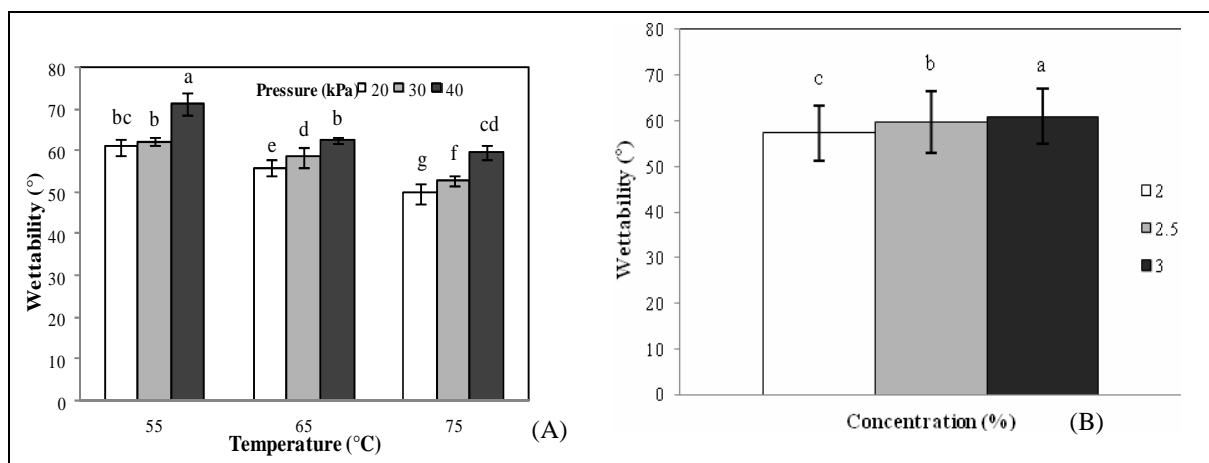 80
70
60
50
40
30
20
10
0
Wettability (°)
Pressure (kPa) 20 30 40
bc b a
e d b
g f cd
55 65 75
Temperature (°C)
(A)
80
70
60
50
40
30
20
10
0
Wettability (°)
c b a
2
2.5
3
Concentration (%)
(B)